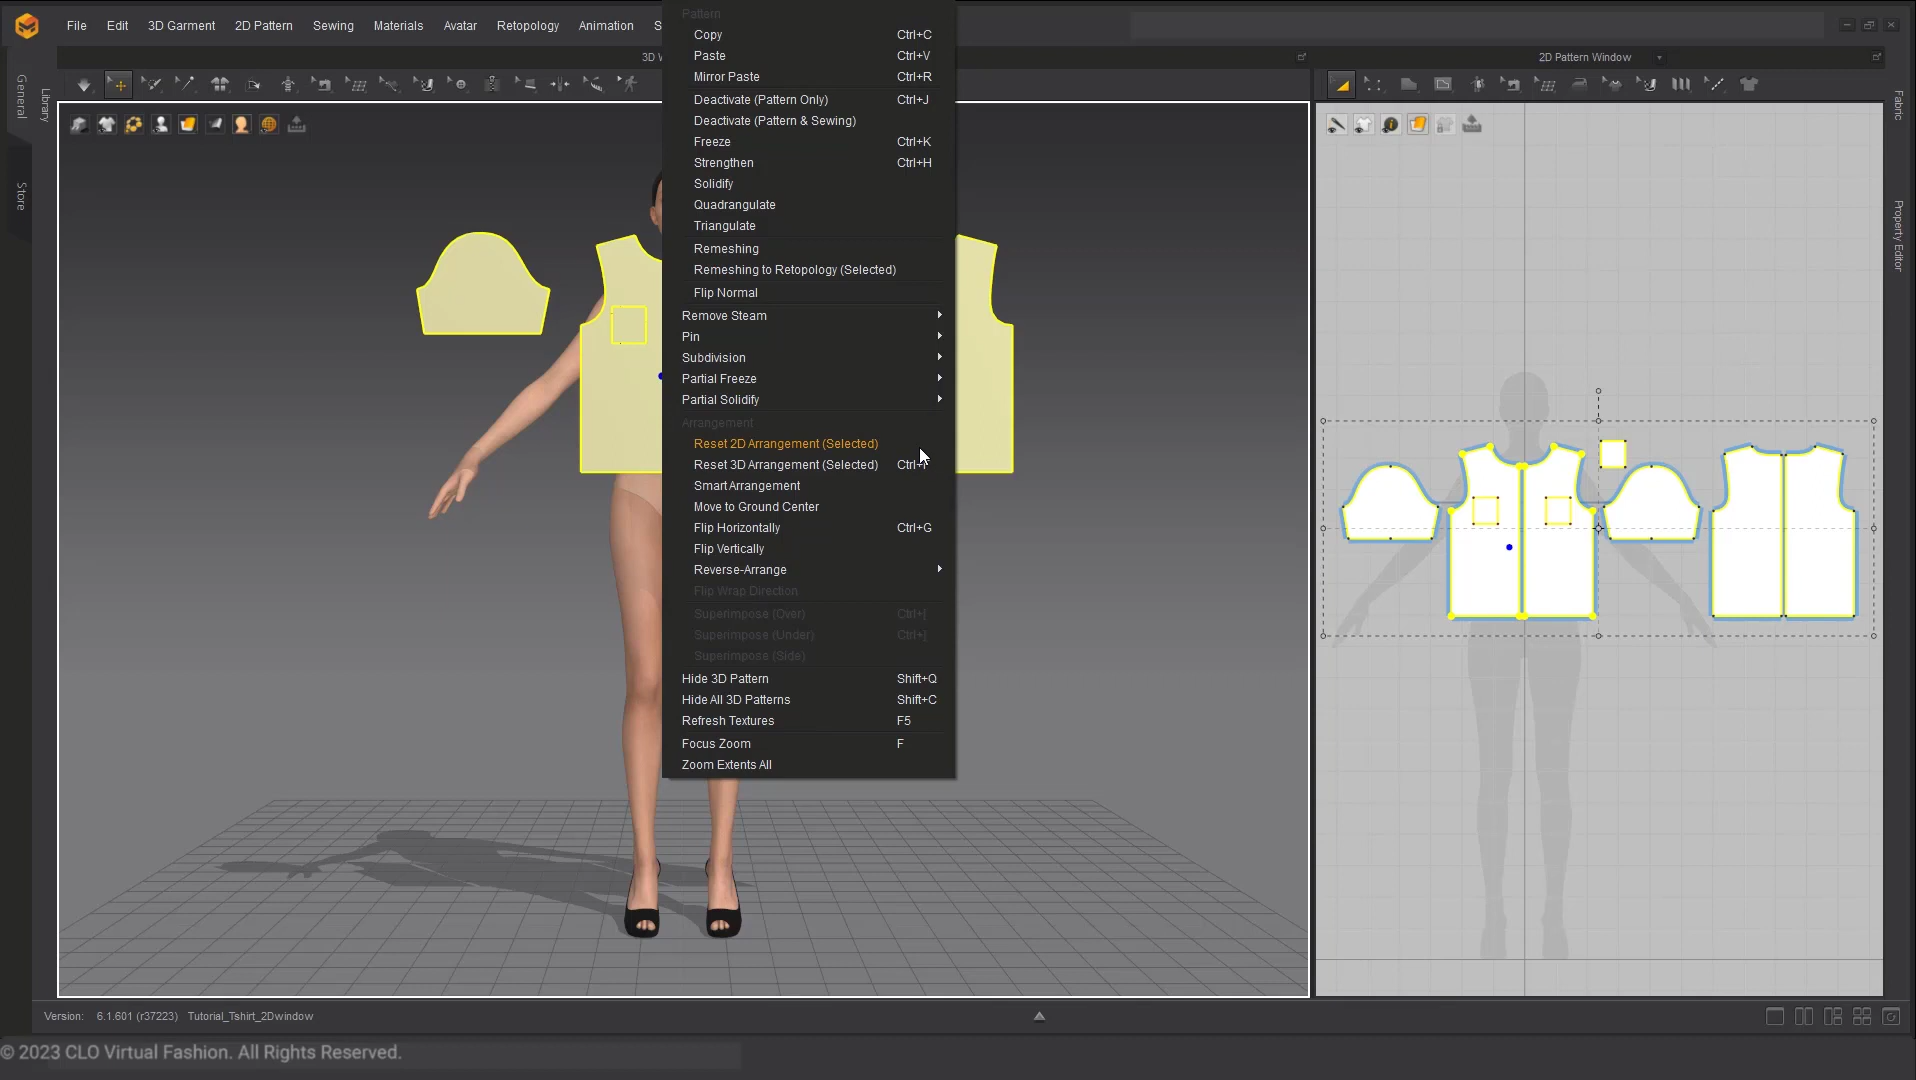 File Edit 3D Garment 2D Pattern Sewing Materials Avatar Retopology Animation S
3D W
2D Pattern Window
General
Library
Store
Fabric
Property Editor
Pattern
Copy Ctrl+C
Paste Ctrl+V
Mirror Paste Ctrl+R
Deactivate (Pattern Only) Ctrl+J
Deactivate (Pattern & Sewing)
Freeze Ctrl+K
Strengthen Ctrl+H
Solidify
Quadrangulate
Triangulate
Remeshing
Remeshing to Retopology (Selected)
Flip Normal
Remove Steam
Pin
Subdivision
Partial Freeze
Partial Solidify
Arrangement
Reset 2D Arrangement (Selected)
Reset 3D Arrangement (Selected)
Smart Arrangement
Move to Ground Center
Flip Horizontally Ctrl+G
Flip Vertically
Reverse-Arrange
Flip Wrap Direction
Superimpose (Over) Ctrl+[
Superimpose (Under) Ctrl+]
Superimpose (Side)
Hide 3D Pattern Shift+Q
Hide All 3D Patterns Shift+C
Refresh Textures F5
Focus Zoom F
Zoom Extents All
Version: 6.1.601 (r37223) Tutorial_Tshirt_2Dwindow
© 2023 CLO Virtual Fashion. All Rights Reserved.